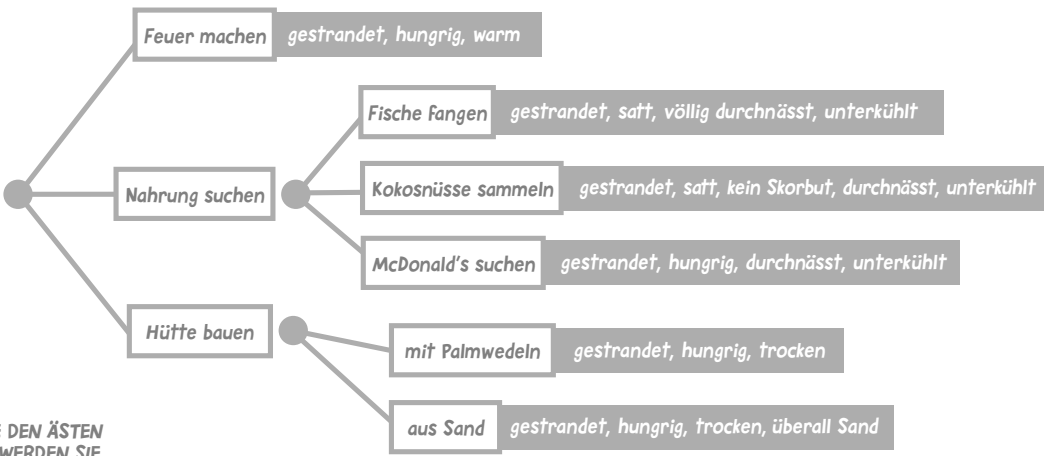 Feuer machen gestrandet, hungrig, warm
Fische fangen gestrandet, satt, völlig durchnässt, unterkühlt
Nahrung suchen Kokosnüsse sammeln gestrandet, satt, kein Skorbut, durchnässt, unterkühlt
McDonald's suchen gestrandet, hungrig, durchnässt, unterkühlt
Hütte bauen
mit Palmwedeln gestrandet, hungrig, trocken
aus Sand gestrandet, hungrig, trocken, überall Sand
DEN ÄSTEN
WERDEN SIE